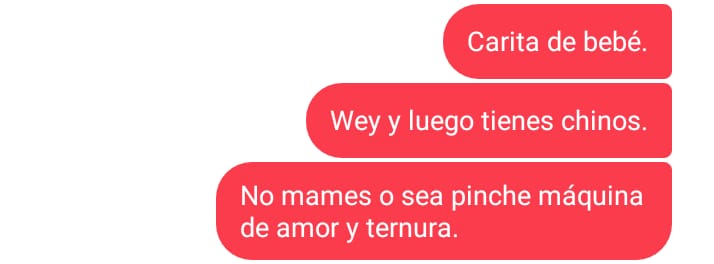 Carita de bebé.
Wey y luego tienes chinos.
No mames o sea pinche máquina
de amor y ternura.